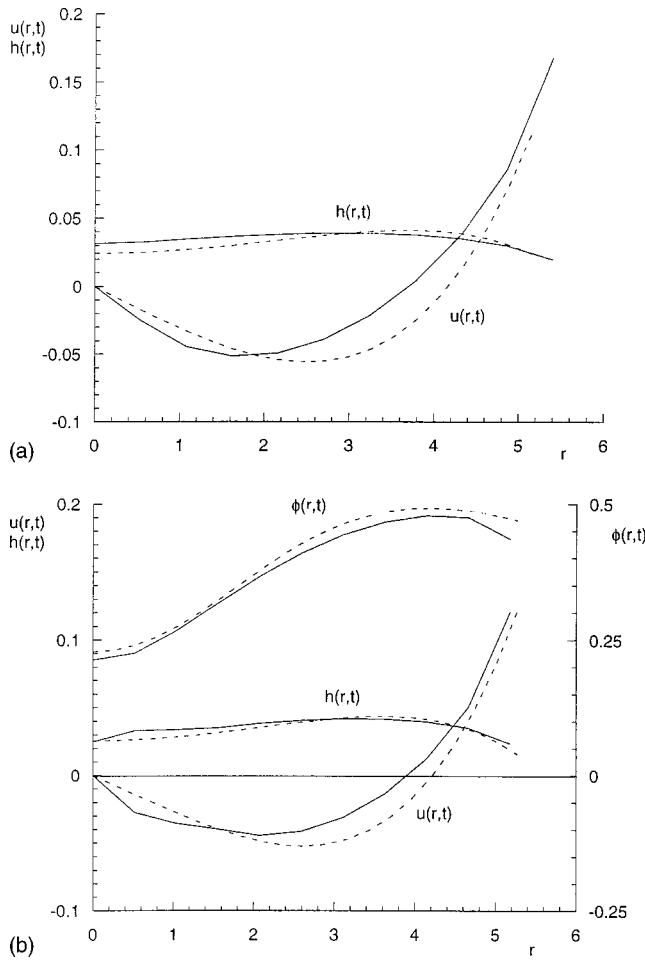 u(r,t)
h(r,t)
0.2
0.15
0.1
0.05
0
-0.05
-0.1
h(r,t)
u(r,t)
0 1 2 3 4 5 r 6
(a)
u(r,t)
h(r,t)
0.2
0.1
0
-0.1
ϕ(r,t)
h(r,t)
u(r,t)
0.5
ϕ(r,t)
0.25
0
-0.25
0 1 2 3 4 5 r 6
(b)